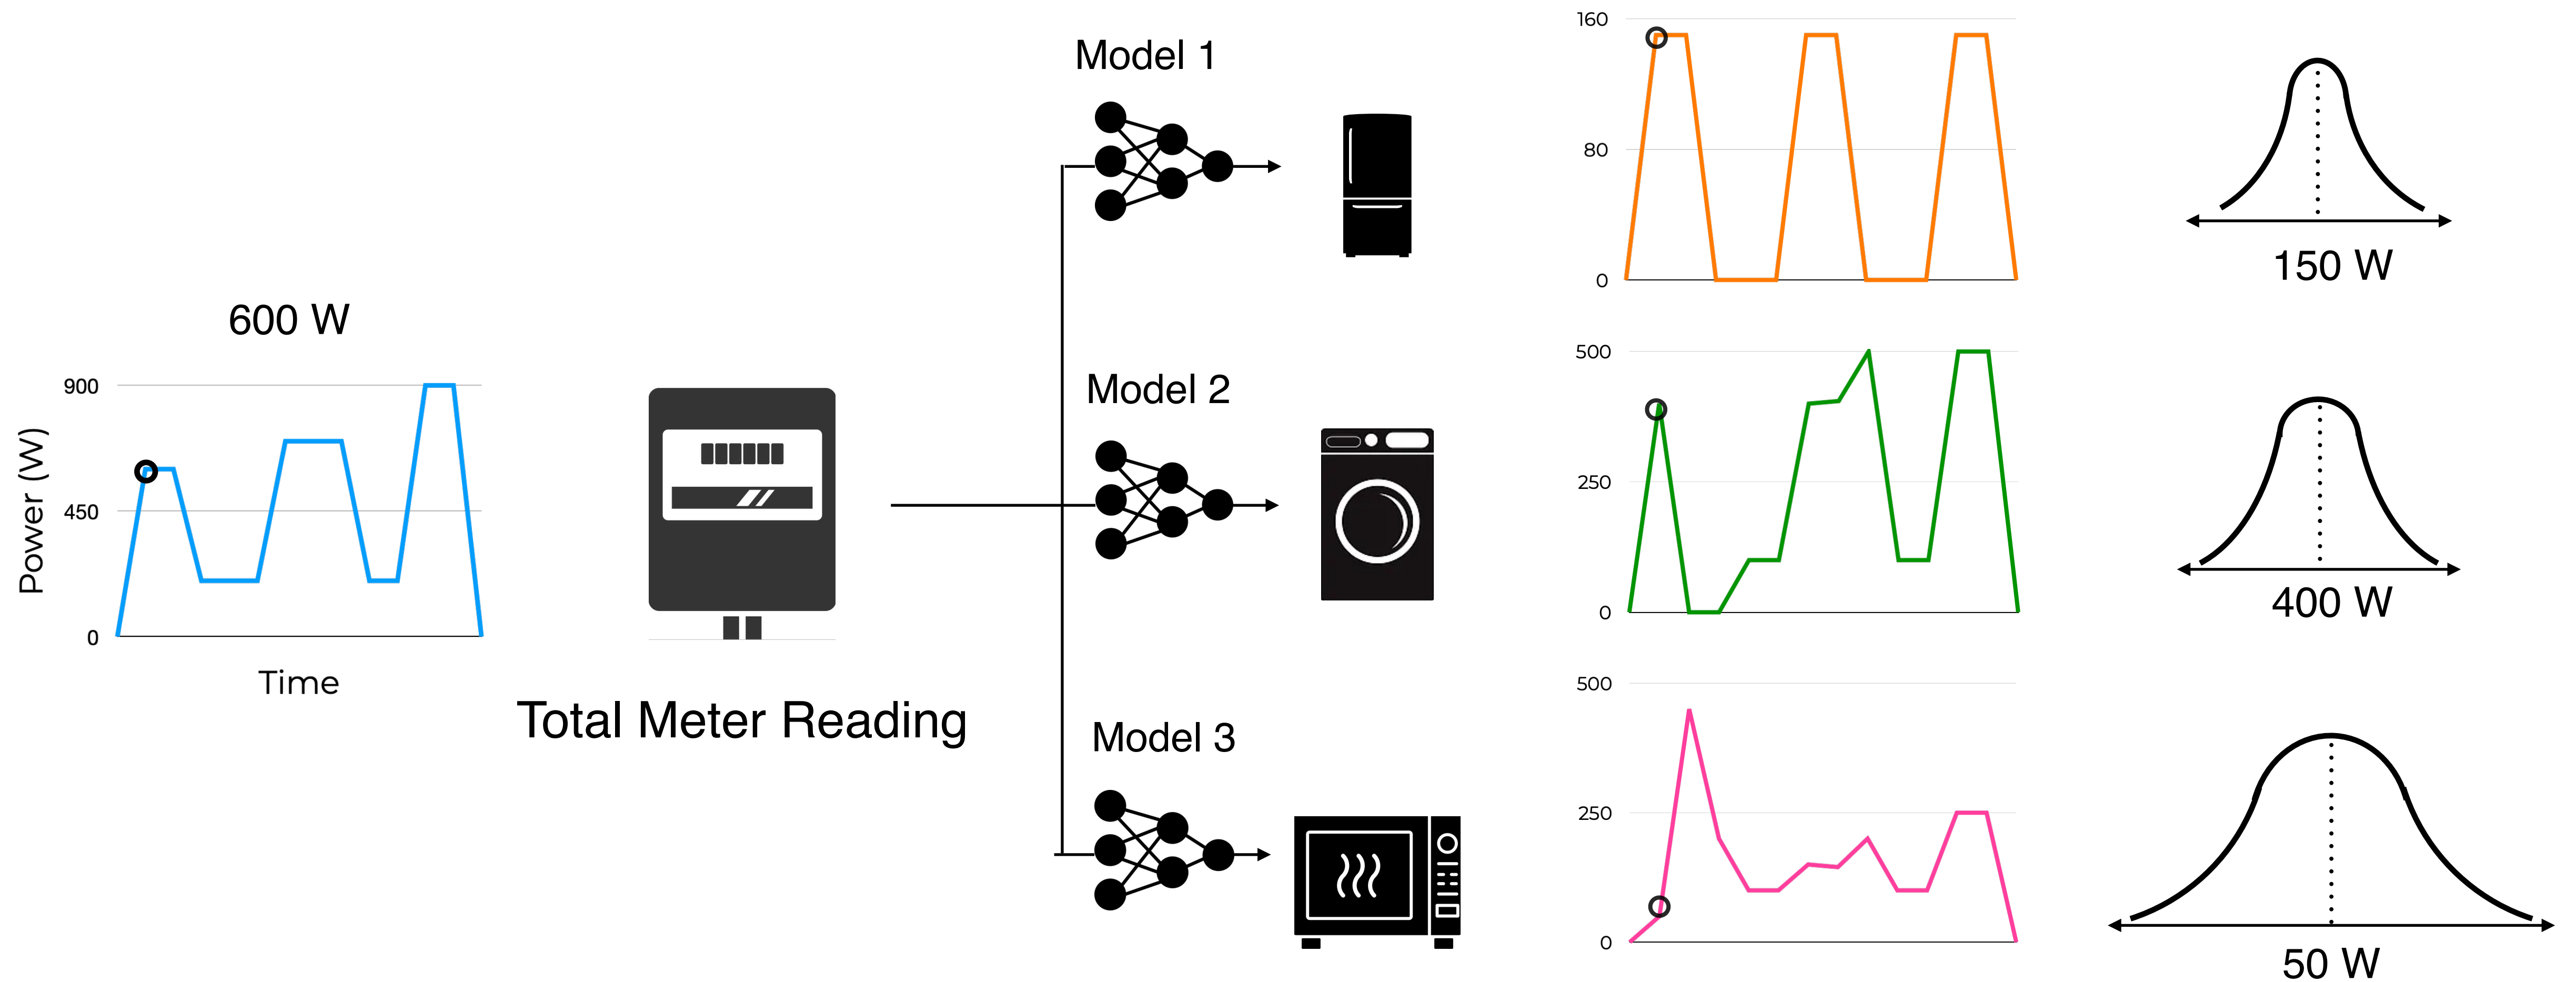 600 W
900
450
0
Power (W)
Time
Total Meter Reading
Model 1
Model 2
Model 3
160
80
0
150 W
500
250
0
400 W
500
250
0
50 W